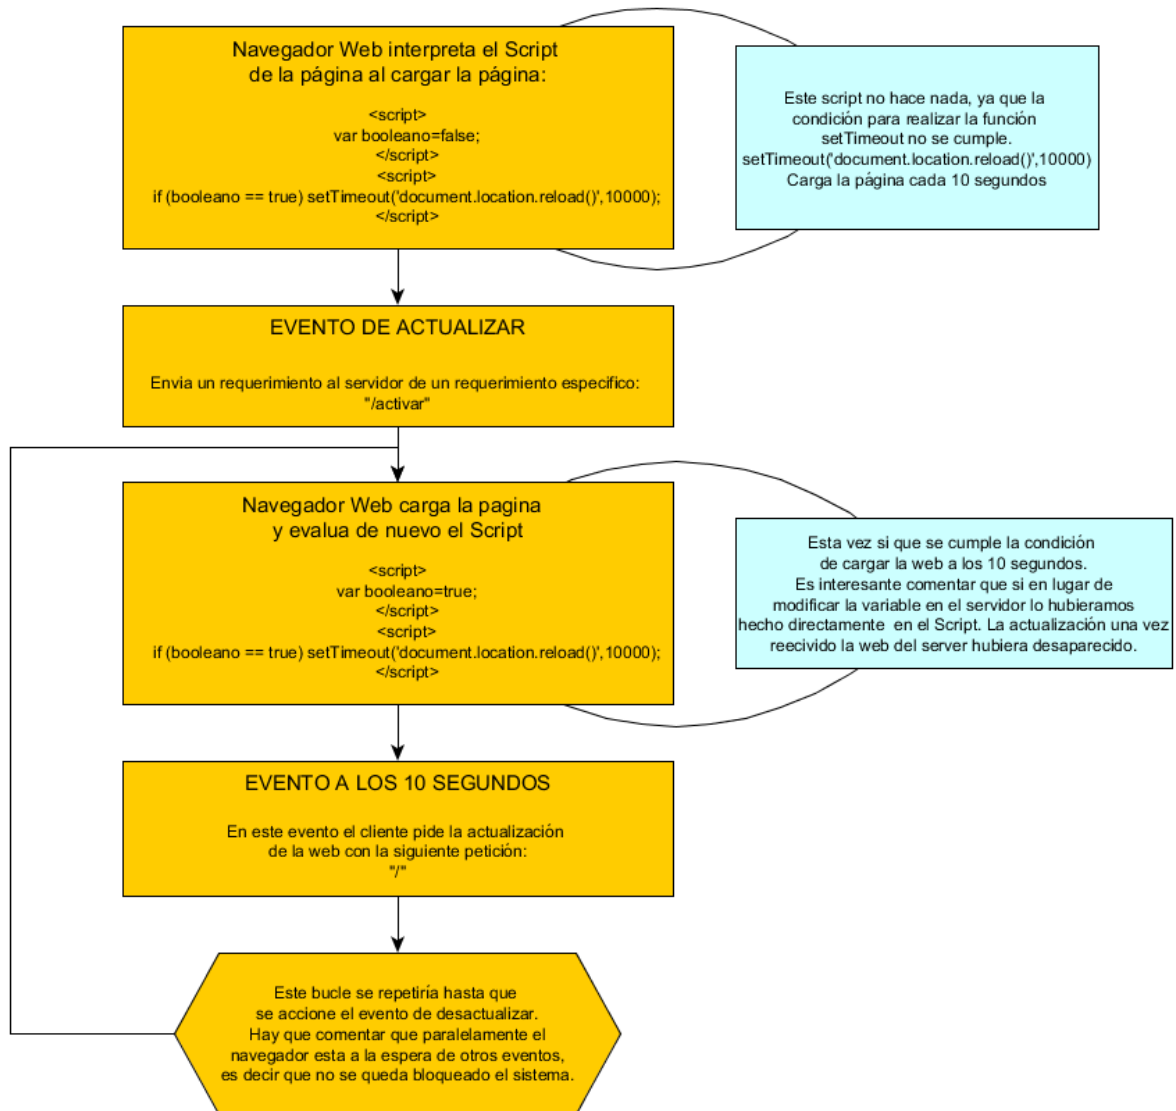 Navegador Web interpreta el Script
de la página al cargar la página:
<script>
var booleano=false;
</script>
<script>
if (booleano == true) setTimeout('document.location.reload()',10000);
</script>
Este script no hace nada, ya que la
condición para realizar la función
setTimeout no se cumple.
setTimeout('document.location.reload()',10000)
Carga la página cada 10 segundos
EVENTO DE ACTUALIZAR
Envia un requerimiento al servidor de un requerimiento especifico:
"/activar"
Navegador Web carga la pagina
y evalua de nuevo el Script
<script>
var booleano=true;
</script>
<script>
if (booleano == true) setTimeout('document.location.reload()',10000);
</script>
Esta vez si que se cumple la condición
de cargar la web a los 10 segundos.
Es interesante comentar que si en lugar de
modificar la variable en el servidor lo hubieramos
hecho directamente en el Script. La actualización una vez
reecivido la web del server hubiera desaparecido.
EVENTO A LOS 10 SEGUNDOS
En este evento el cliente pide la actualización
de la web con la siguiente petición:
"/"
Este bucle se repetiría hasta que
se accione el evento de desactualizar.
Hay que comentar que paralelamente el
navegador esta a la espera de otros eventos,
es decir que no se queda bloqueado el sistema.